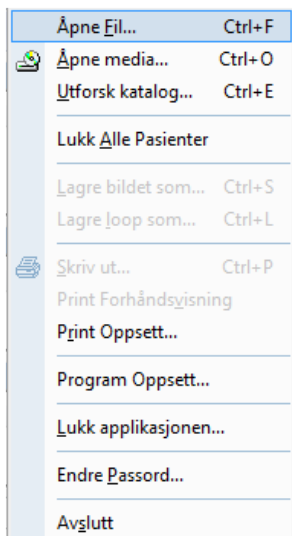 Åpne Fil... Ctrl+F
Åpne media... Ctrl+O
Utforsk katalog... Ctrl+E
Lukk Alle Pasienter
Lagre bildet som... Ctrl+S
Lagre loop som... Ctrl+L
Skriv ut... Ctrl+P
Print Forhåndsvisning
Print Oppsett...
Program Oppsett...
Lukk applikasjonen...
Endre Passord...
Avslutt